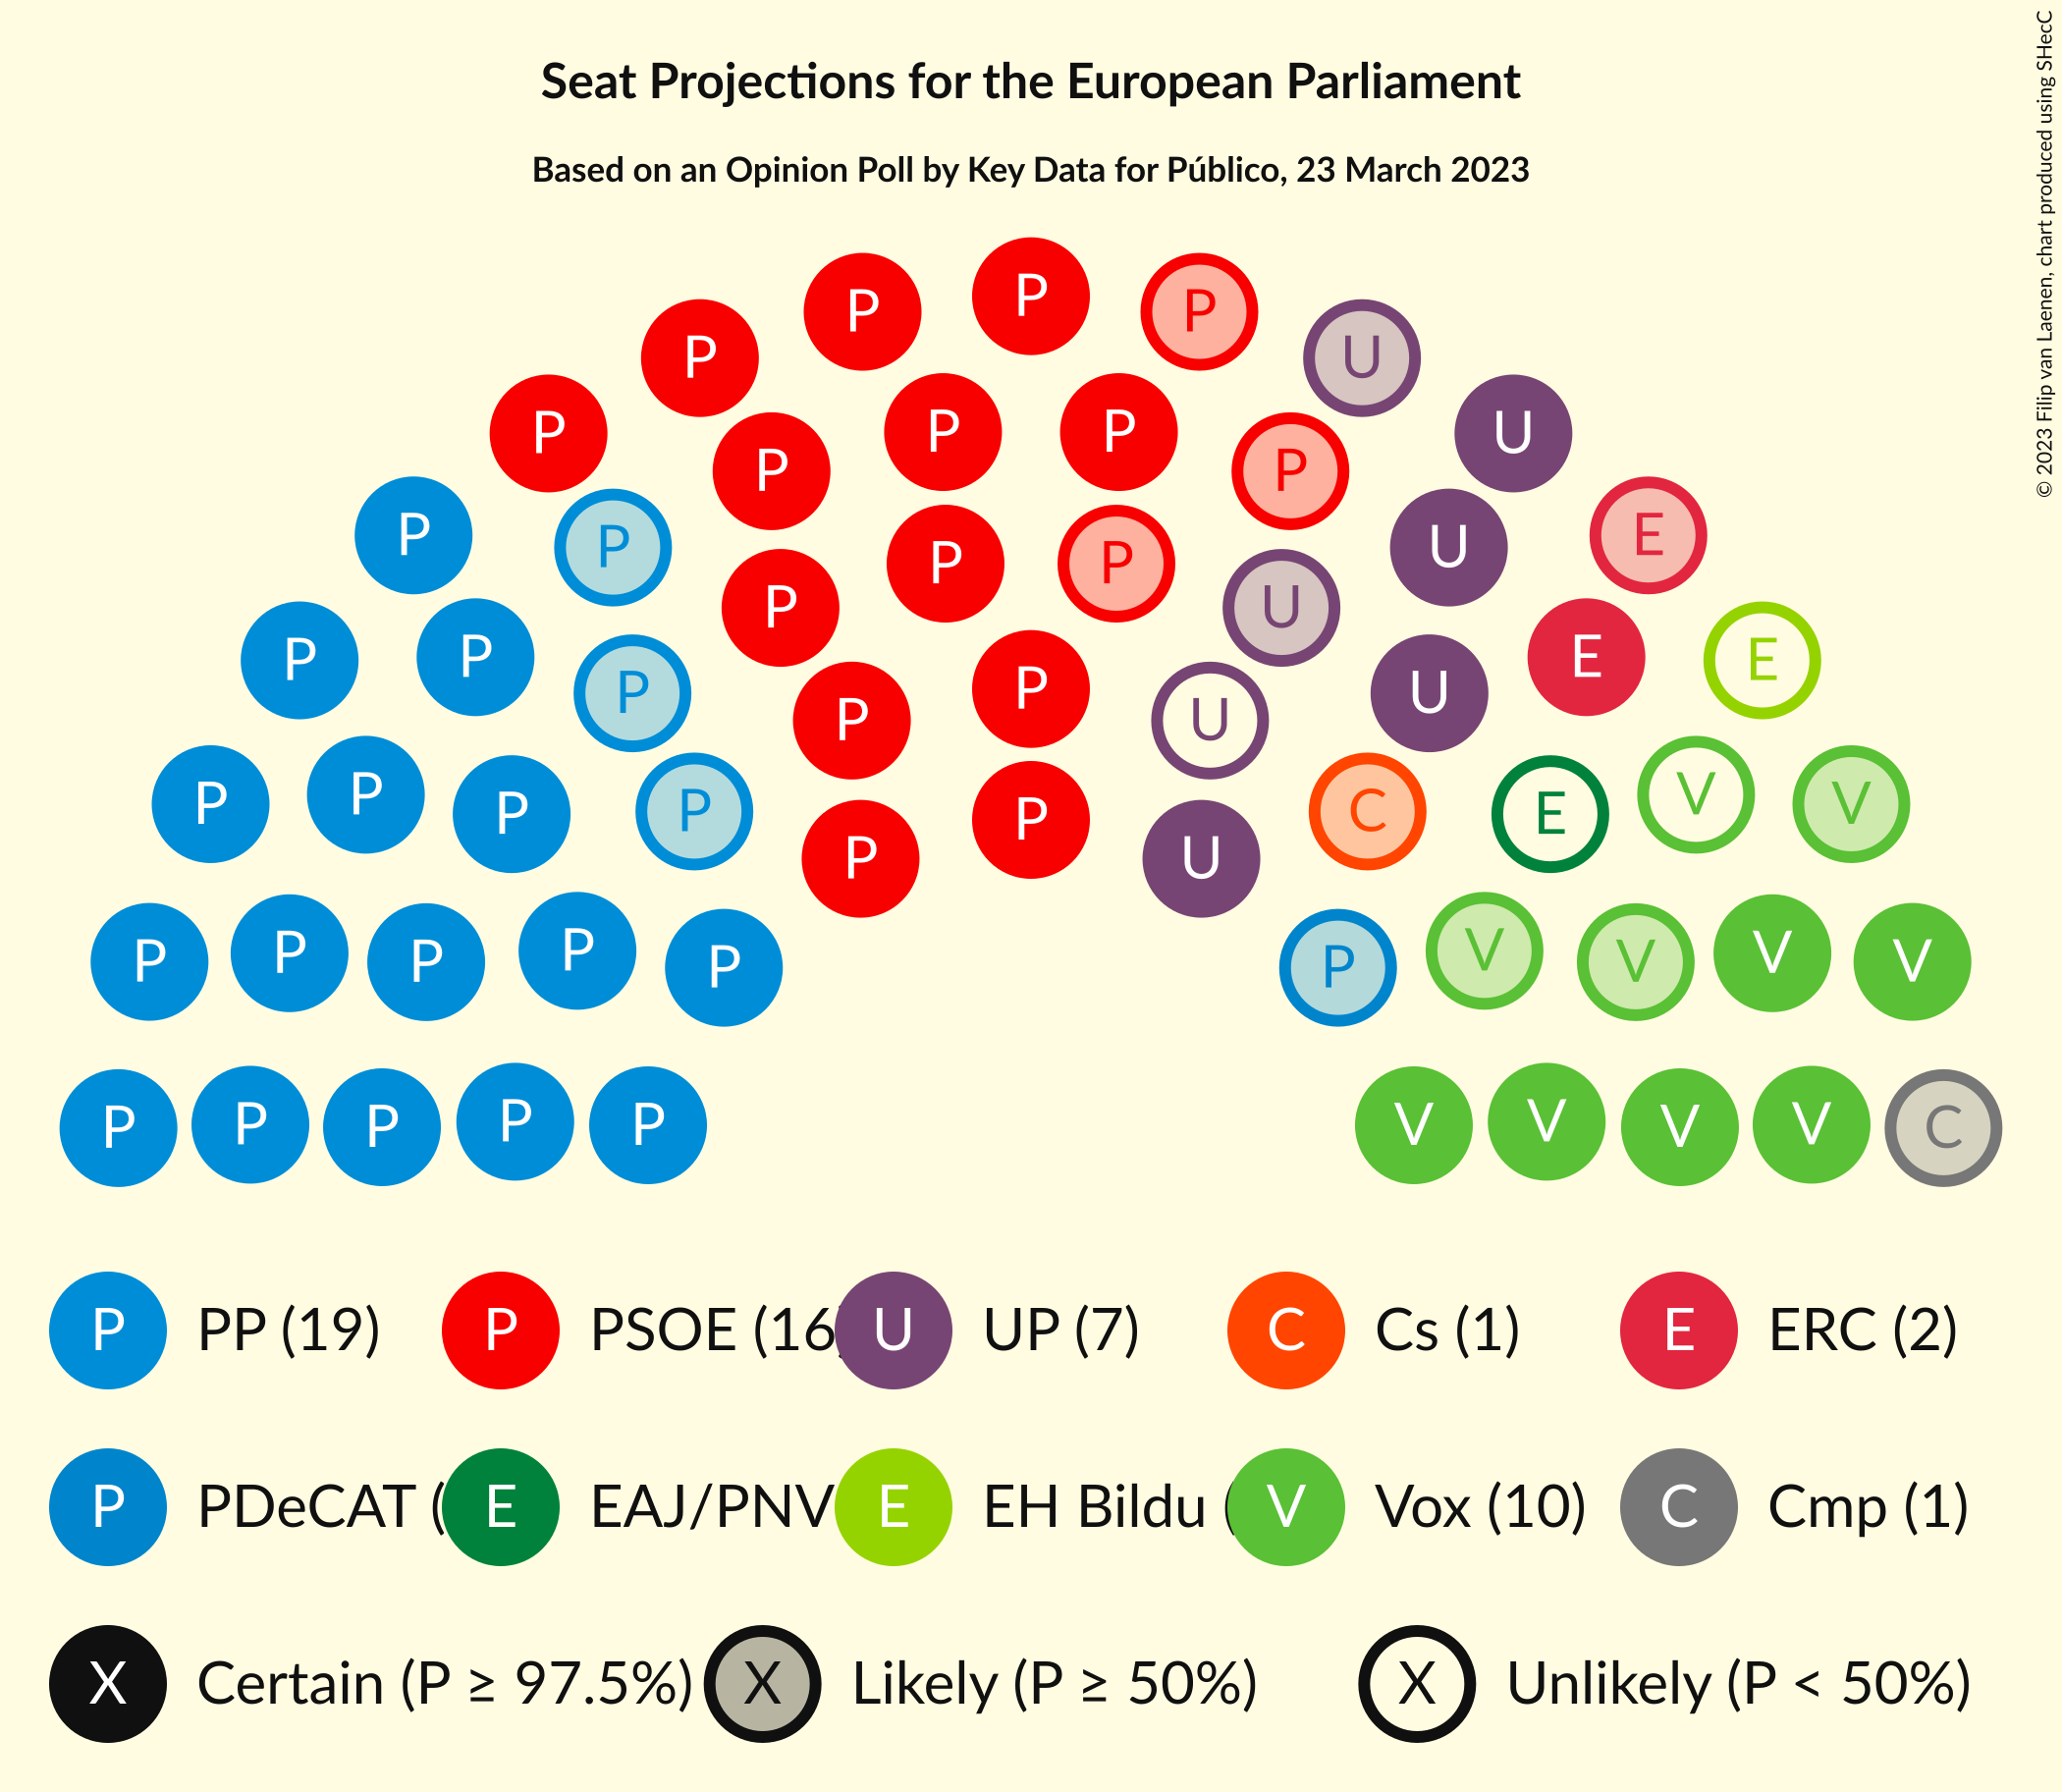 Seat Projections for the European Parliament
Based on an Opinion Poll by Key Data for Público, 23 March 2023
© 2023 Filip van Laenen, chart produced using SHecC
P
P P
P P U
P U
P P
P P
P P E
P P P
U
P P U
P E E
P P U
P P
P U
P P P P C E V V
P
P U
P P P P P P V V V V
P P P P P V V V V C
P PP (19) P PSOE (16 U UP (7) C Cs (1) E ERC (2)
P PDeCAT ( E EAJ/PNV E EH Bildu ( V Vox (10) C Cmp (1)
X Certain (P ≥ 97.5%) X Likely (P ≥ 50%) X Unlikely (P < 50%)